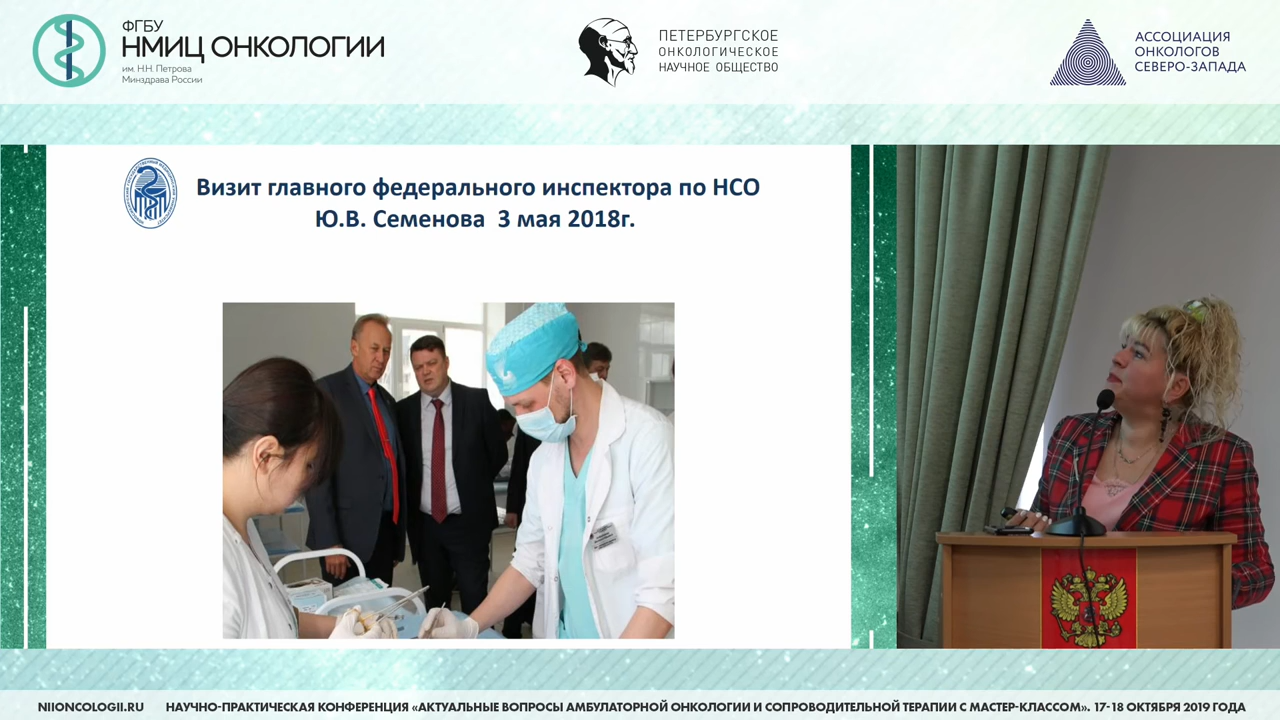 ФГБУ
НМИЦ ОНКОЛОГИИ
им. Н.Н. Петрова
Минздрава России
ПЕТЕРБУРГСКОЕ
ОНКОЛОГИЧЕСКОЕ
НАУЧНОЕ ОБЩЕСТВО
АССОЦИАЦИЯ
ОНКОЛОГОВ
СЕВЕРО-ЗАПАДА
Визит главного федерального инспектора по НСО
Ю.В. Семенова 3 мая 2018г.
NIIONCOLOGII.RU
НАУЧНО-ПРАКТИЧЕСКАЯ КОНФЕРЕНЦИЯ «АКТУАЛЬНЫЕ ВОПРОСЫ АМБУЛАТОРНОЙ ОНКОЛОГИИ И СОПРОВОДИТЕЛЬНОЙ ТЕРАПИИ С МАСТЕР-КЛАССОМ». 17-18 ОКТЯБРЯ 2019 ГОДА